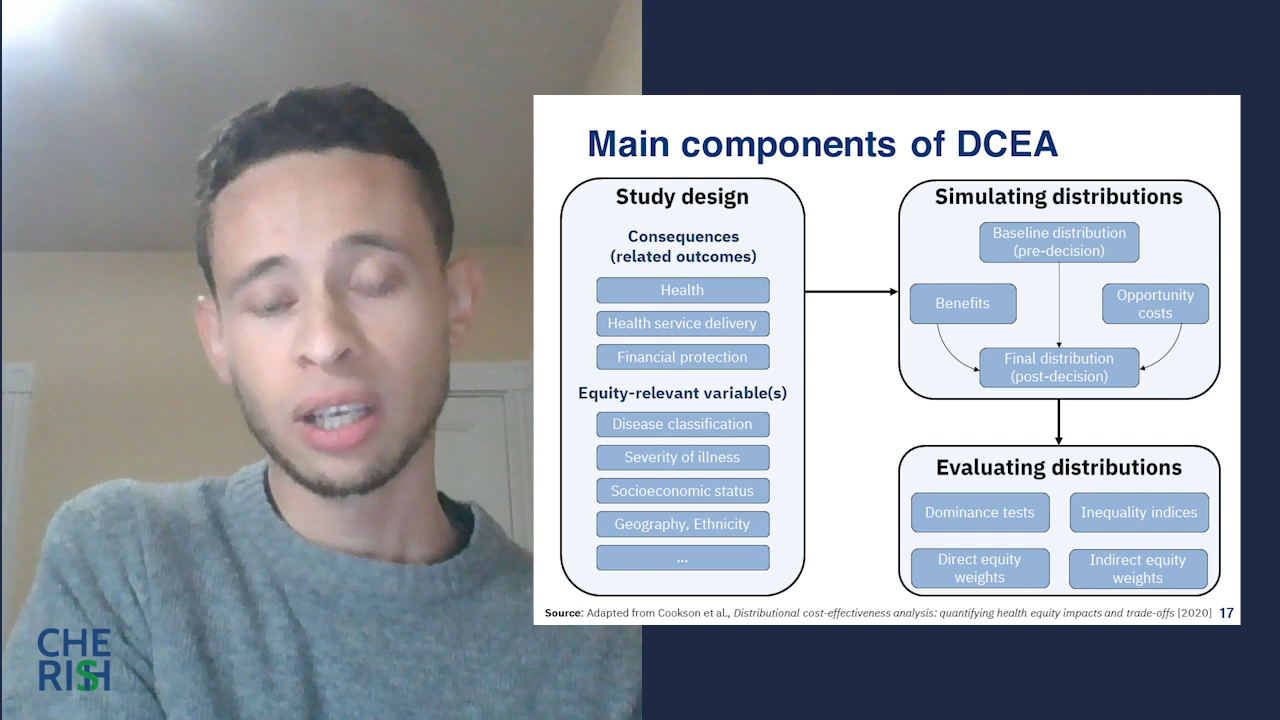 Main components of DCEA
Study design
Consequences
(related outcomes)
Health
Health service delivery
Financial protection
Equity-relevant variable(s)
Disease classification
Severity of illness
Socioeconomic status
Geography, Ethnicity
...
Simulating distributions
Baseline distribution
(pre-decision)
Benefits
Opportunity
costs
Final distribution
(post-decision)
Evaluating distributions
Dominance tests
Inequality indices
Direct equity
weights
Indirect equity
weights
Source: Adapted from Cookson et al., Distributional cost-effectiveness analysis: quantifying health equity impacts and trade-offs [2020] 17
CHE
RISH